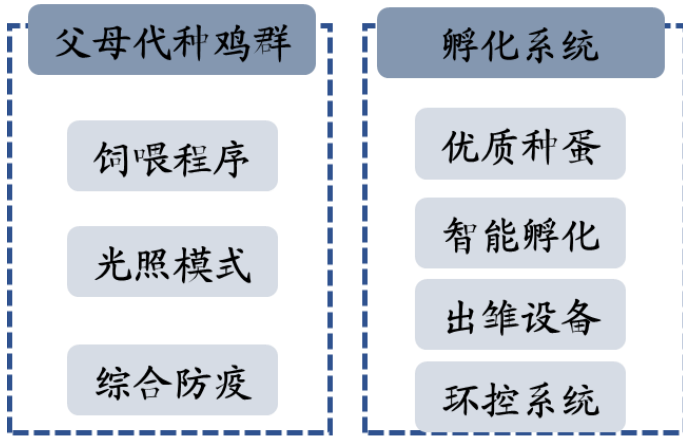 父母代种鸡群
饲喂程序
光照模式
综合防疫
孵化系统
优质种蛋
智能孵化
出雏设备
环控系统